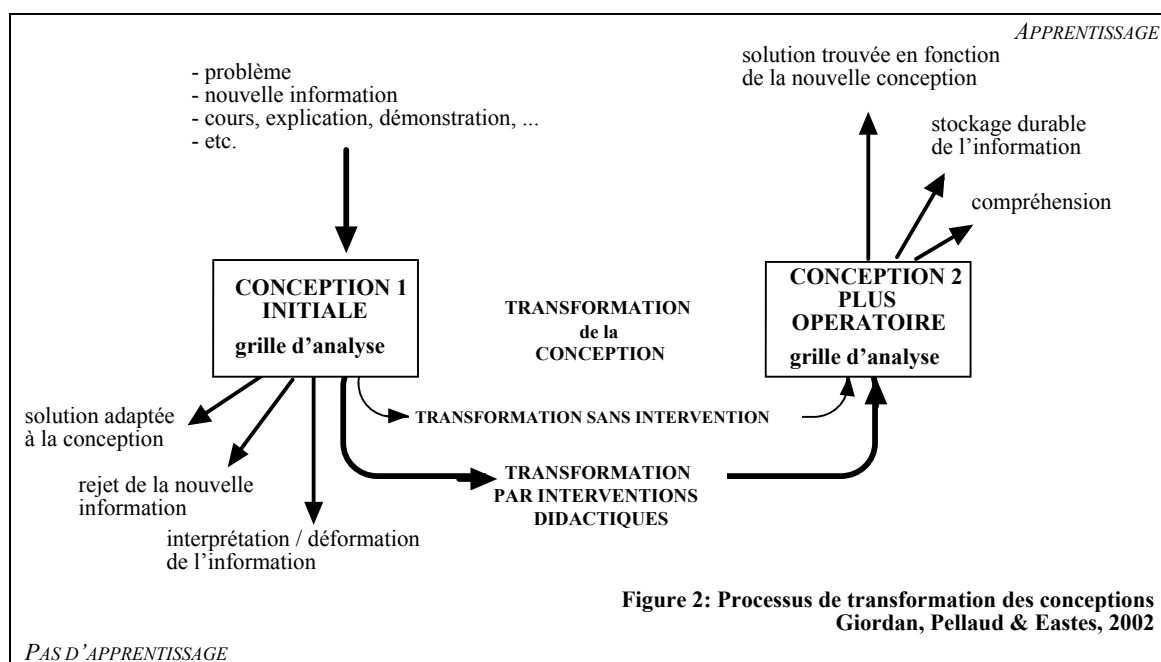 APPRENTISSAGE
- problème
- nouvelle information
- cours, explication, démonstration, ...
- etc.
solution trouvée en fonction
de la nouvelle conception
stockage durable
de l’information
compréhension
CONCEPTION 1
INITIALE
grille d’analyse
TRANSFORMATION
de la
CONCEPTION
CONCEPTION 2
PLUS
OPERATOIRE
grille d’analyse
solution adaptée
à la conception
rejet de la nouvelle
information
interprétation / déformation
de l’information
TRANSFORMATION SANS INTERVENTION
TRANSFORMATION
PAR INTERVENTIONS
DIDACTIQUES
Figure 2: Processus de transformation des conceptions
Giordan, Pellaud & Eastes, 2002
PAS D’APPRENTISSAGE